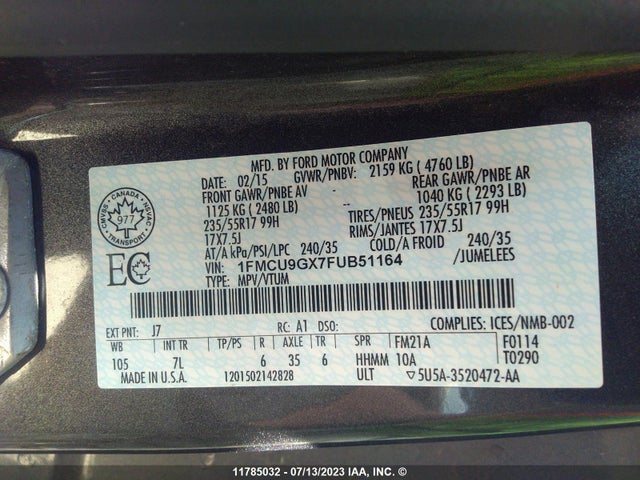 MFD. BY FORD MOTOR COMPANY
DATE: 02/15 GVWR/PNBV: 2159 KG ( 4760 LB)
FRONT GAWR/PNBE AV REAR GAWR/PNBE AR
1125 KG ( 2480 LB) 1040 KG ( 2293 LB)
235/55R17 99H TIRES/PNEUS 235/55R17 99H
17X7.5J RIMS/JANTES 17X7.5J
AT/A kPa/PSI/LPC 240/35 COLD/A FROID 240/35
VIN: 1FMCU9GX7FUB51164 /JUMELEES
TYPE: MPV/VTUM
CANADA
CMVSS NSVAC
977
TRANSPORT
EC
EXT PNT: J7 RC: A1 DSO: COMPLIES: ICES/NMB-002
WB INT TR TP/PS R AXLE TR SPR FM21A F0114
105 7L 6 35 6 HHMM 10A T0290
MADE IN U.S.A. 1201502142828 ULT ▽5U5A-3520472-AA
11785032 - 07/13/2023 IAA, INC. ©